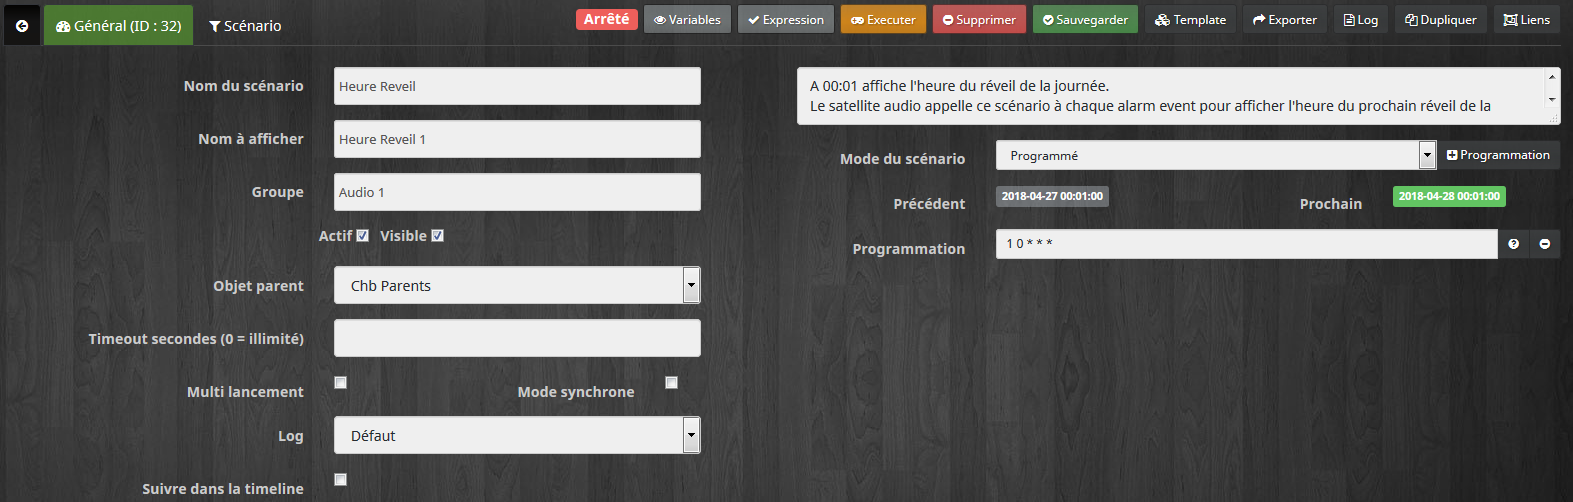 Général (ID : 32) Scénario Arrêté Variables Expression Executer Supprimer Sauvegarder Template Exporter Log Dupliquer Liens
Nom du scénario Heure Reveil
A 00:01 affiche l'heure du réveil de la journée.
Le satellite audio appelle ce scénario à chaque alarm event pour afficher l'heure du prochain réveil de la
Nom à afficher Heure Reveil 1
Mode du scénario Programmé Programmation
Groupe Audio 1
Précédent 2018-04-27 00:01:00 Prochain 2018-04-28 00:01:00
Actif Visible
Programmation 1 0 * * *
Objet parent Chb Parents
Timeout secondes (0 = illimité)
Multi lancement Mode synchrone
Log Défaut
Suivre dans la timeline